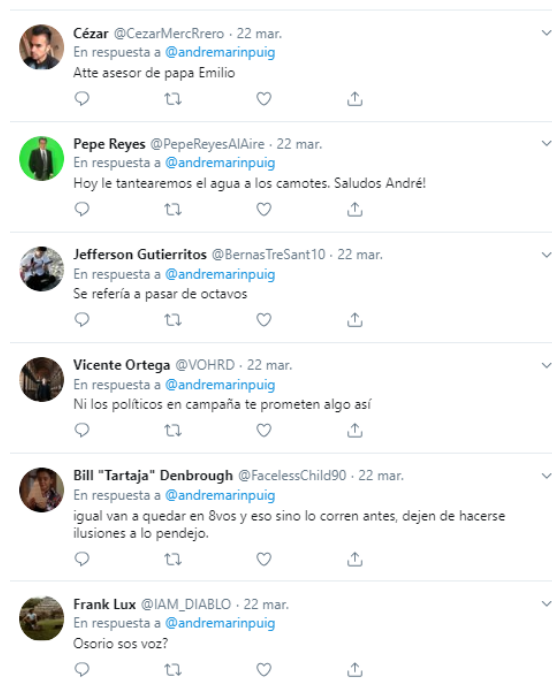 Cézar @CezarMercRrero · 22 mar.
En respuesta a @andremarinpuig
Atte asesor de papa Emilio
Pepe Reyes @PepeReyesAlAire · 22 mar.
En respuesta a @andremarinpuig
Hoy le tantearemos el agua a los camotes. Saludos André!
Jefferson Gutierritos @BernasTreSant10 · 22 mar.
En respuesta a @andremarinpuig
Se refería a pasar de octavos
Vicente Ortega @VOHRD · 22 mar.
En respuesta a @andremarinpuig
Ni los políticos en campaña te prometen algo así
Bill "Tartaja" Denbrough @FacelessChild90 · 22 mar.
En respuesta a @andremarinpuig
igual van a quedar en 8vos y eso sino lo corren antes, dejen de hacerse
ilusiones a lo pendejo.
Frank Lux @IAM_DIABLO · 22 mar.
En respuesta a @andremarinpuig
Osorio sos voz?